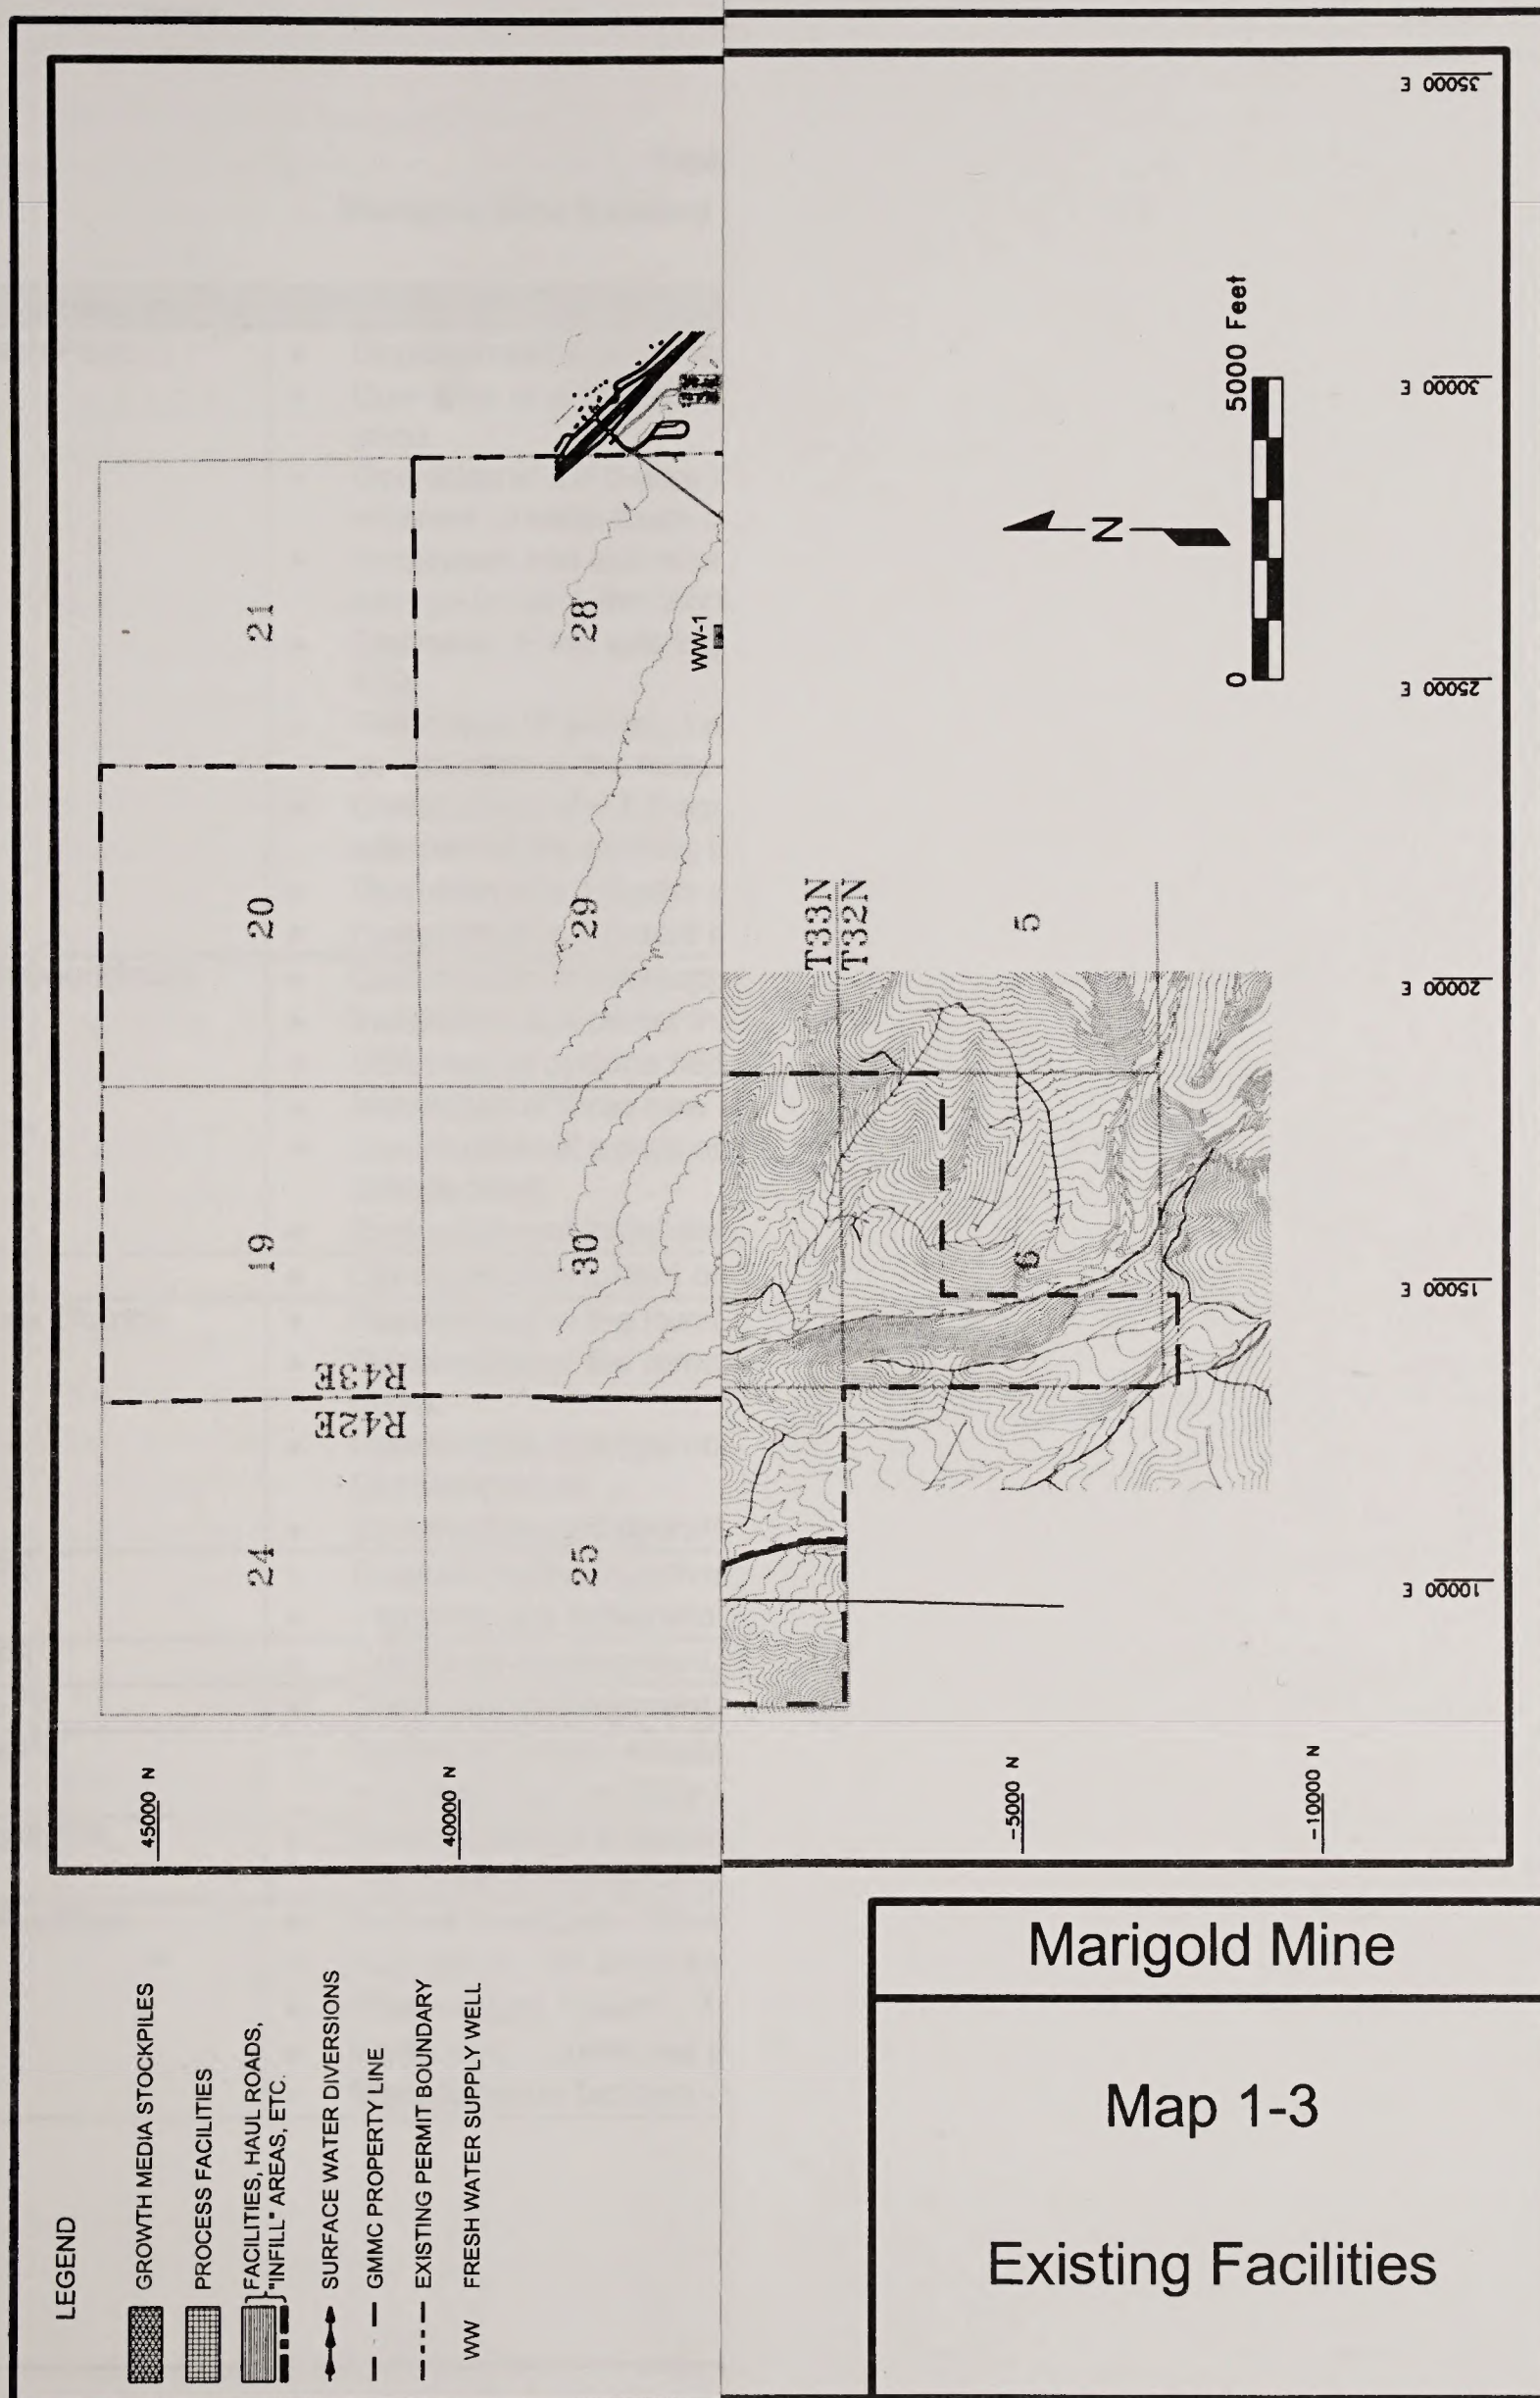 35000 E
30000 E
25000 E
20000 E
15000 E
10000 E
45000 N
40000 N
-5000 N
-10000 N
21
28
WW-1
20
29
19
30
R43E
R42E
24
25
T33N
T32N
5
6
N
0
5000 Feet
LEGEND
GROWTH MEDIA STOCKPILES
PROCESS FACILITIES
FACILITIES, HAUL ROADS,
"INFILL" AREAS, ETC.
SURFACE WATER DIVERSIONS
GMMC PROPERTY LINE
EXISTING PERMIT BOUNDARY
WW FRESH WATER SUPPLY WELL
Marigold Mine
Map 1-3
Existing Facilities